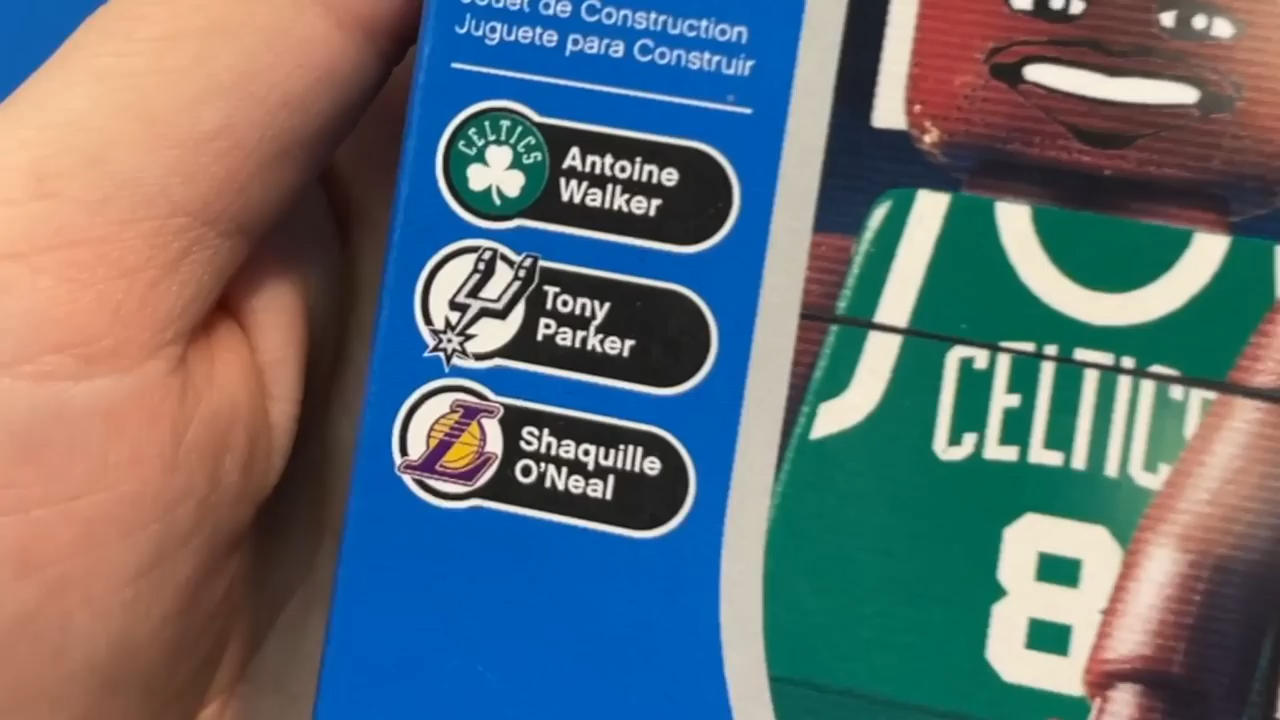 Jouet de Construction
Juguete para Construir
CELTICS
Antoine
Walker
Tony
Parker
L
Shaquille
O'Neal
CELTICS
8